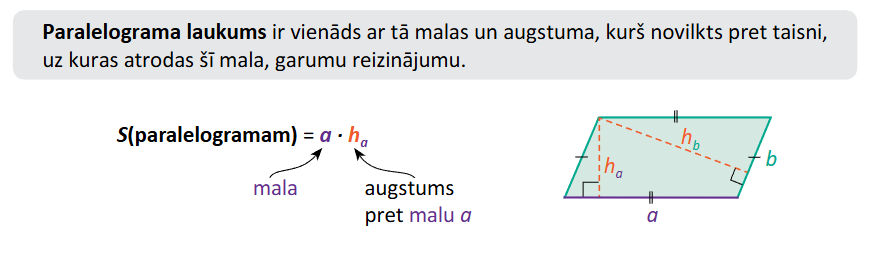 Paralelograma laukums ir vienāds ar tā malas un augstuma, kurš novilkts pret taisni,
uz kuras atrodas šī mala, garumu reizinājumu.
S(paralelogramam) = a · hₐ
mala
augstums
pret malu a
hₐ
h_b
b
a